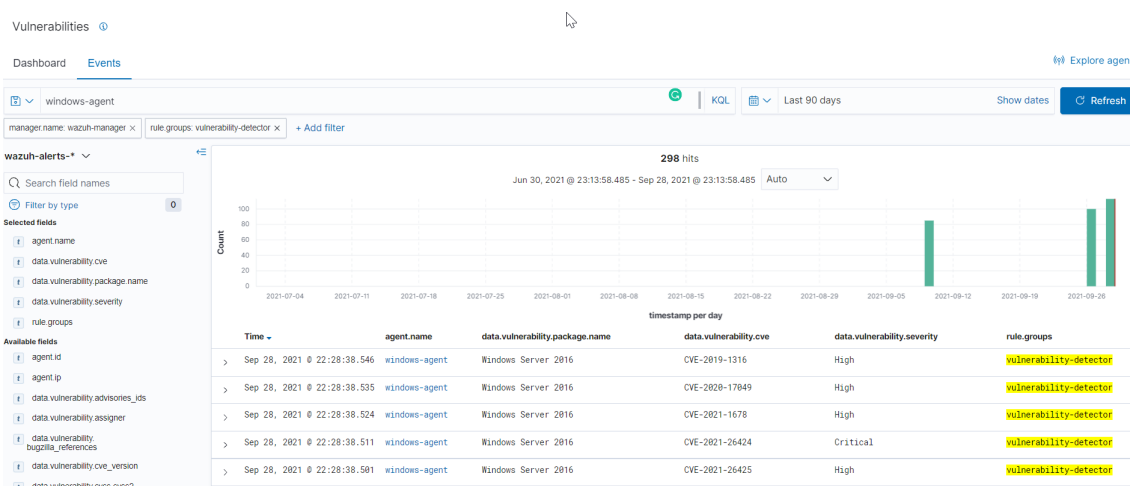 Vulnerabilities
Dashboard Events
Explore agen
windows-agent KQL Last 90 days Show dates Refresh
manager.name: wazuh-manager × rule.groups: vulnerability-detector × + Add filter
wazuh-alerts-*
Search field names
Filter by type 0
Selected fields
t agent.name
t data.vulnerability.cve
t data.vulnerability.package.name
t data.vulnerability.severity
t rule.groups
Available fields
t agent.id
t agent.ip
t data.vulnerability.advisories_ids
t data.vulnerability.assigner
t data.vulnerability.
bugzilla_references
t data.vulnerability.cve_version
t data.vulnerability.cvss.cvss2
298 hits
Jun 30, 2021 @ 23:13:58.485 - Sep 28, 2021 @ 23:13:58.485 Auto
Count
100
80
60
40
20
0
2021-07-04 2021-07-11 2021-07-18 2021-07-25 2021-08-01 2021-08-08 2021-08-15 2021-08-22 2021-08-29 2021-09-05 2021-09-12 2021-09-19 2021-09-26
timestamp per day
Time agent.name data.vulnerability.package.name data.vulnerability.cve data.vulnerability.severity rule.groups
Sep 28, 2021 @ 22:28:38.546 windows-agent Windows Server 2016 CVE-2019-1316 High vulnerability-detector
Sep 28, 2021 @ 22:28:38.535 windows-agent Windows Server 2016 CVE-2020-17049 High vulnerability-detector
Sep 28, 2021 @ 22:28:38.524 windows-agent Windows Server 2016 CVE-2021-1678 High vulnerability-detector
Sep 28, 2021 @ 22:28:38.511 windows-agent Windows Server 2016 CVE-2021-26424 Critical vulnerability-detector
Sep 28, 2021 @ 22:28:38.501 windows-agent Windows Server 2016 CVE-2021-26425 High vulnerability-detector